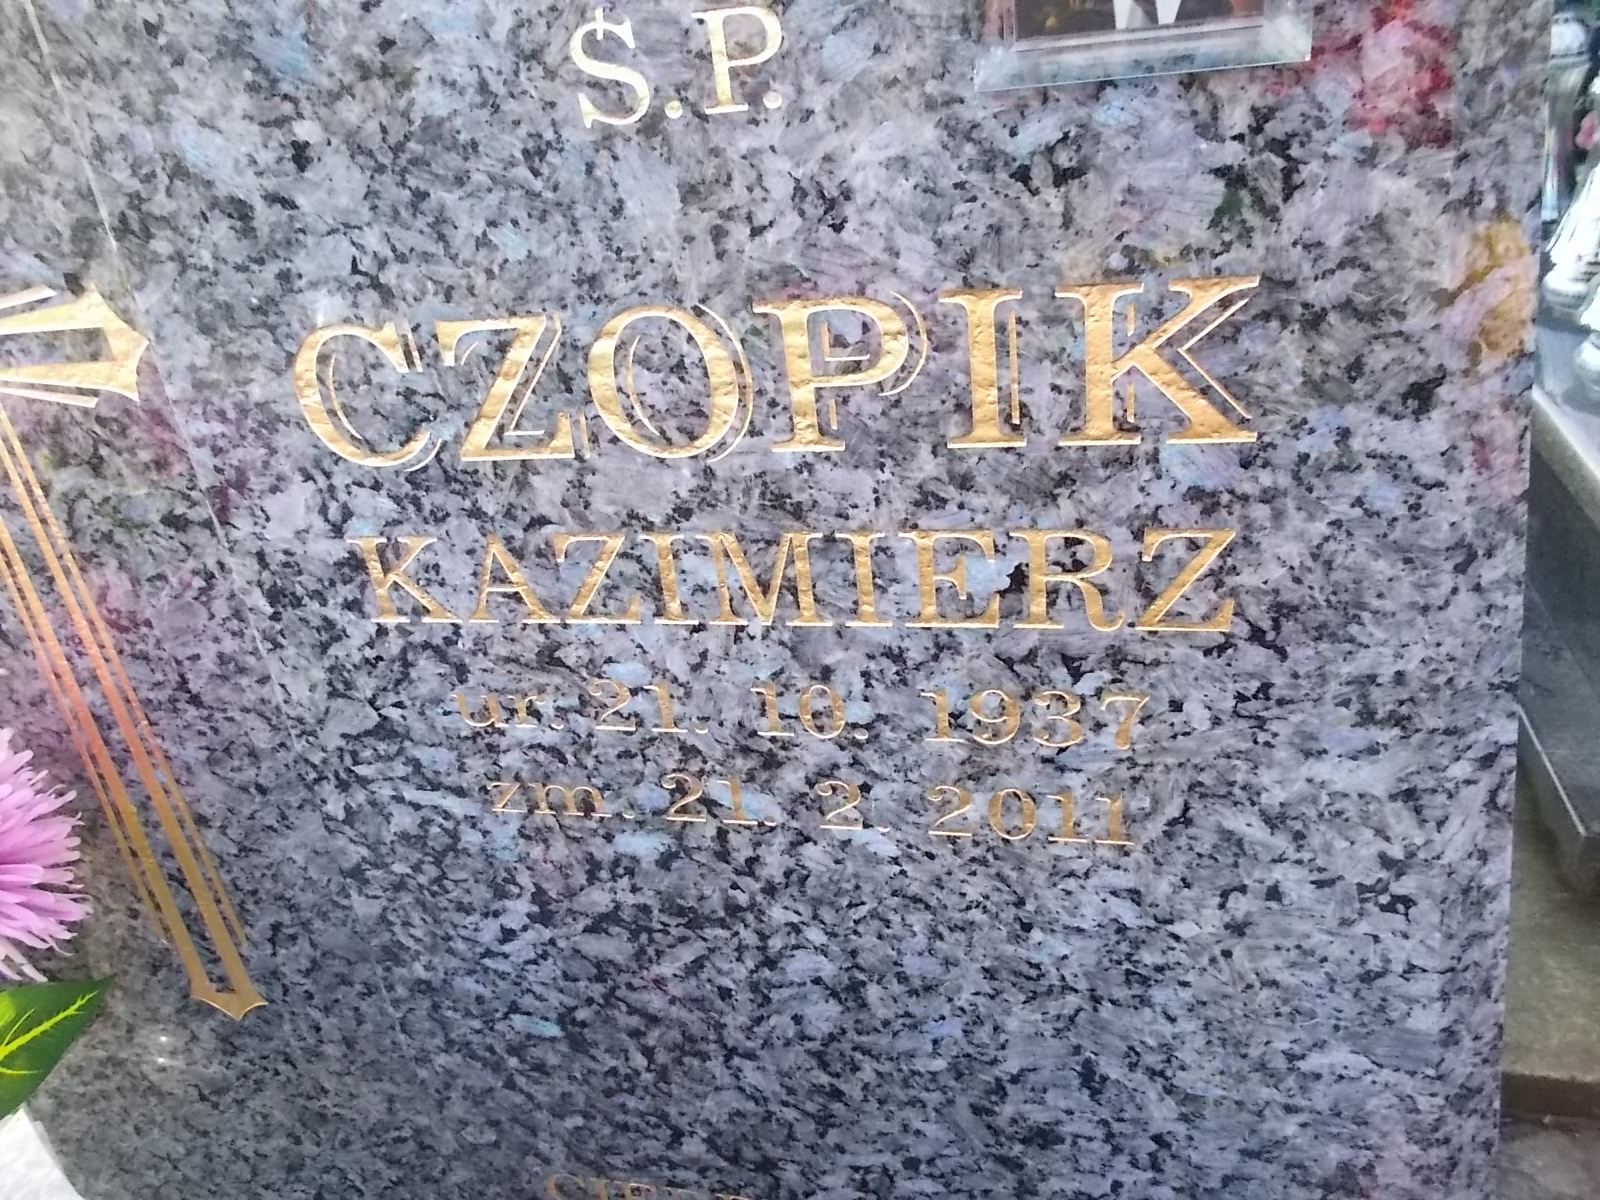 Ś.P.
CZOPIK
KAZIMIERZ
ur. 21. 10. 1937
zm. 21. 2. 2011